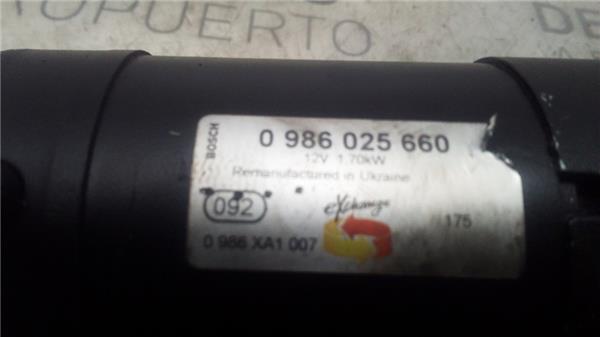 PUERTO
DE
BOSCH
0 986 025 660
12V 1.70kW
Remanufactured in Ukraine
092
eXchange
175
0 986 XA1 007